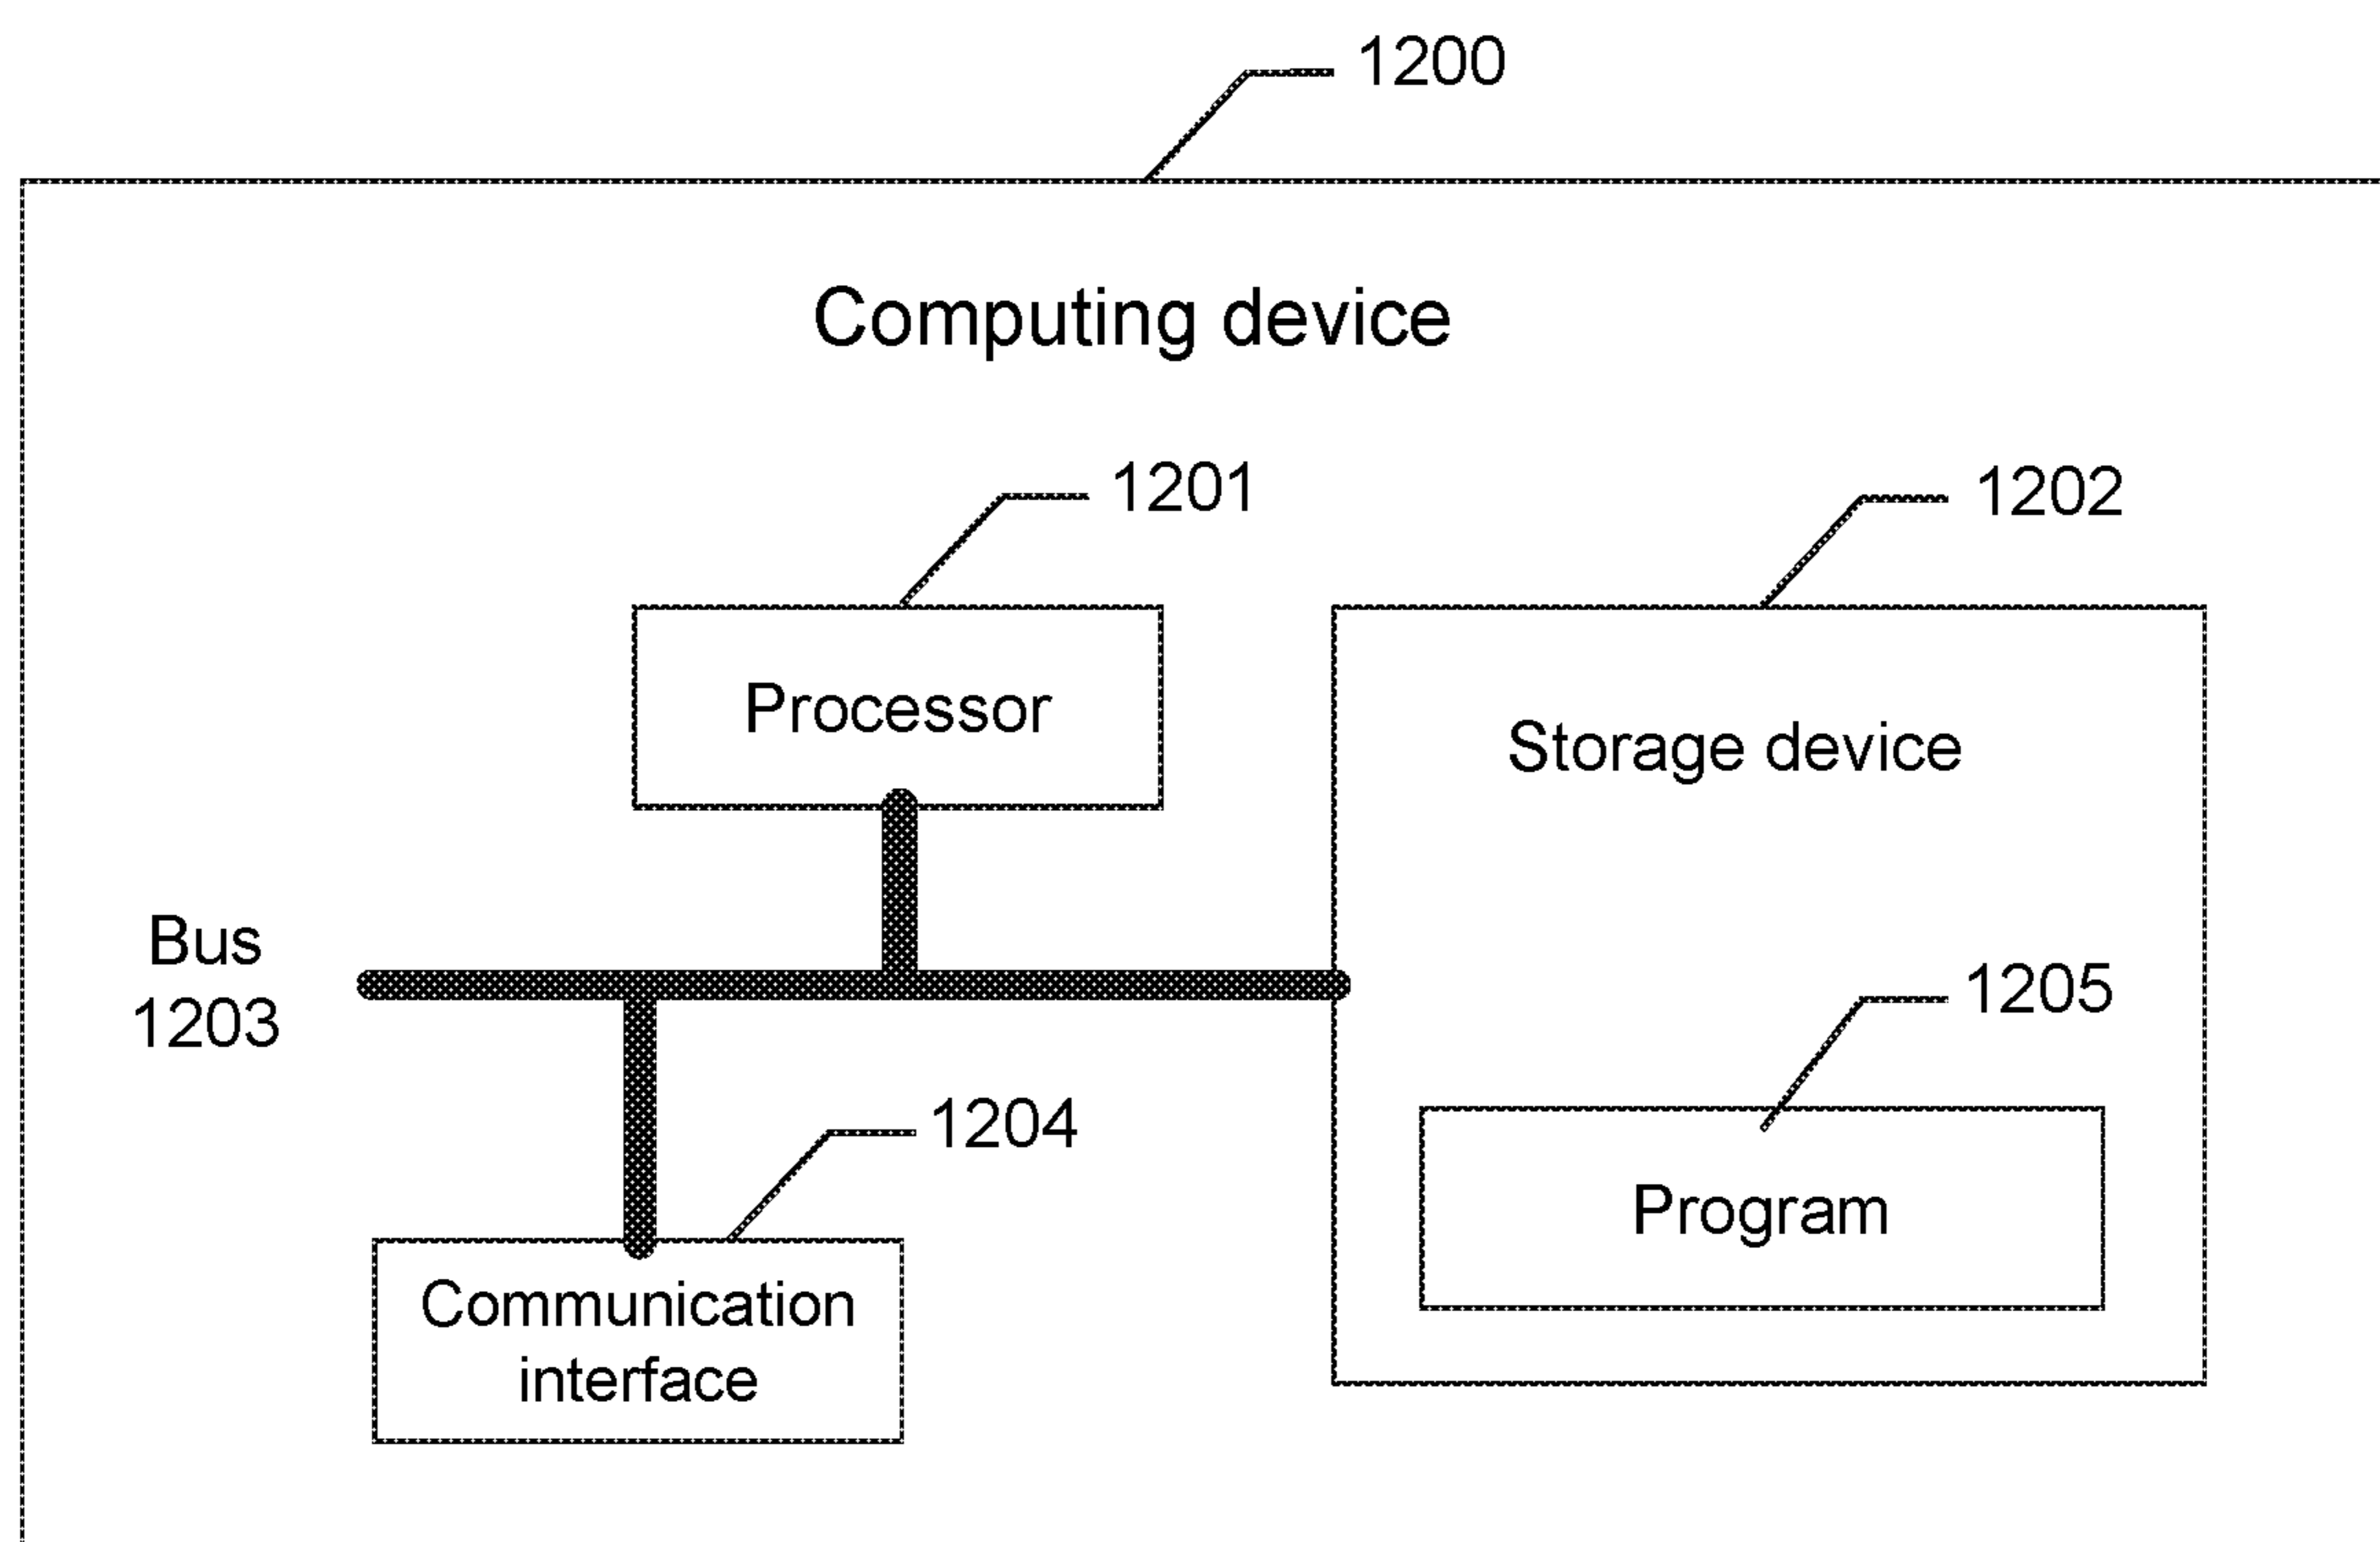 1200
Computing device
1201
1202
Processor
Storage device
Bus
1203
1205
1204
Program
Communication
interface